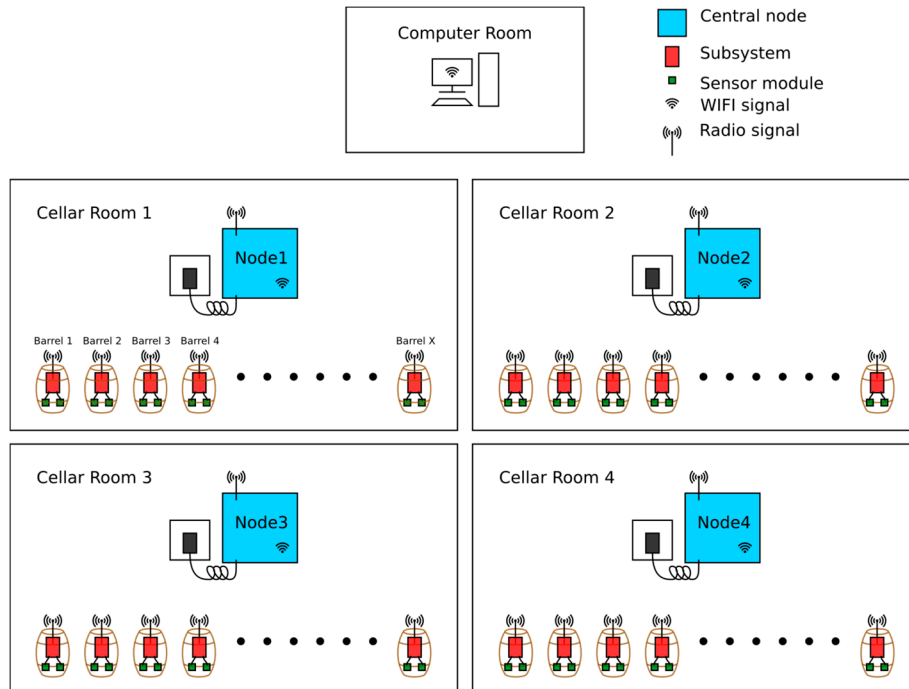 Computer Room
Central node
Subsystem
Sensor module
WIFI signal
Radio signal
Cellar Room 1
Node1
Barrel 1
Barrel 2
Barrel 3
Barrel 4
Barrel X
Cellar Room 2
Node2
Cellar Room 3
Node3
Cellar Room 4
Node4